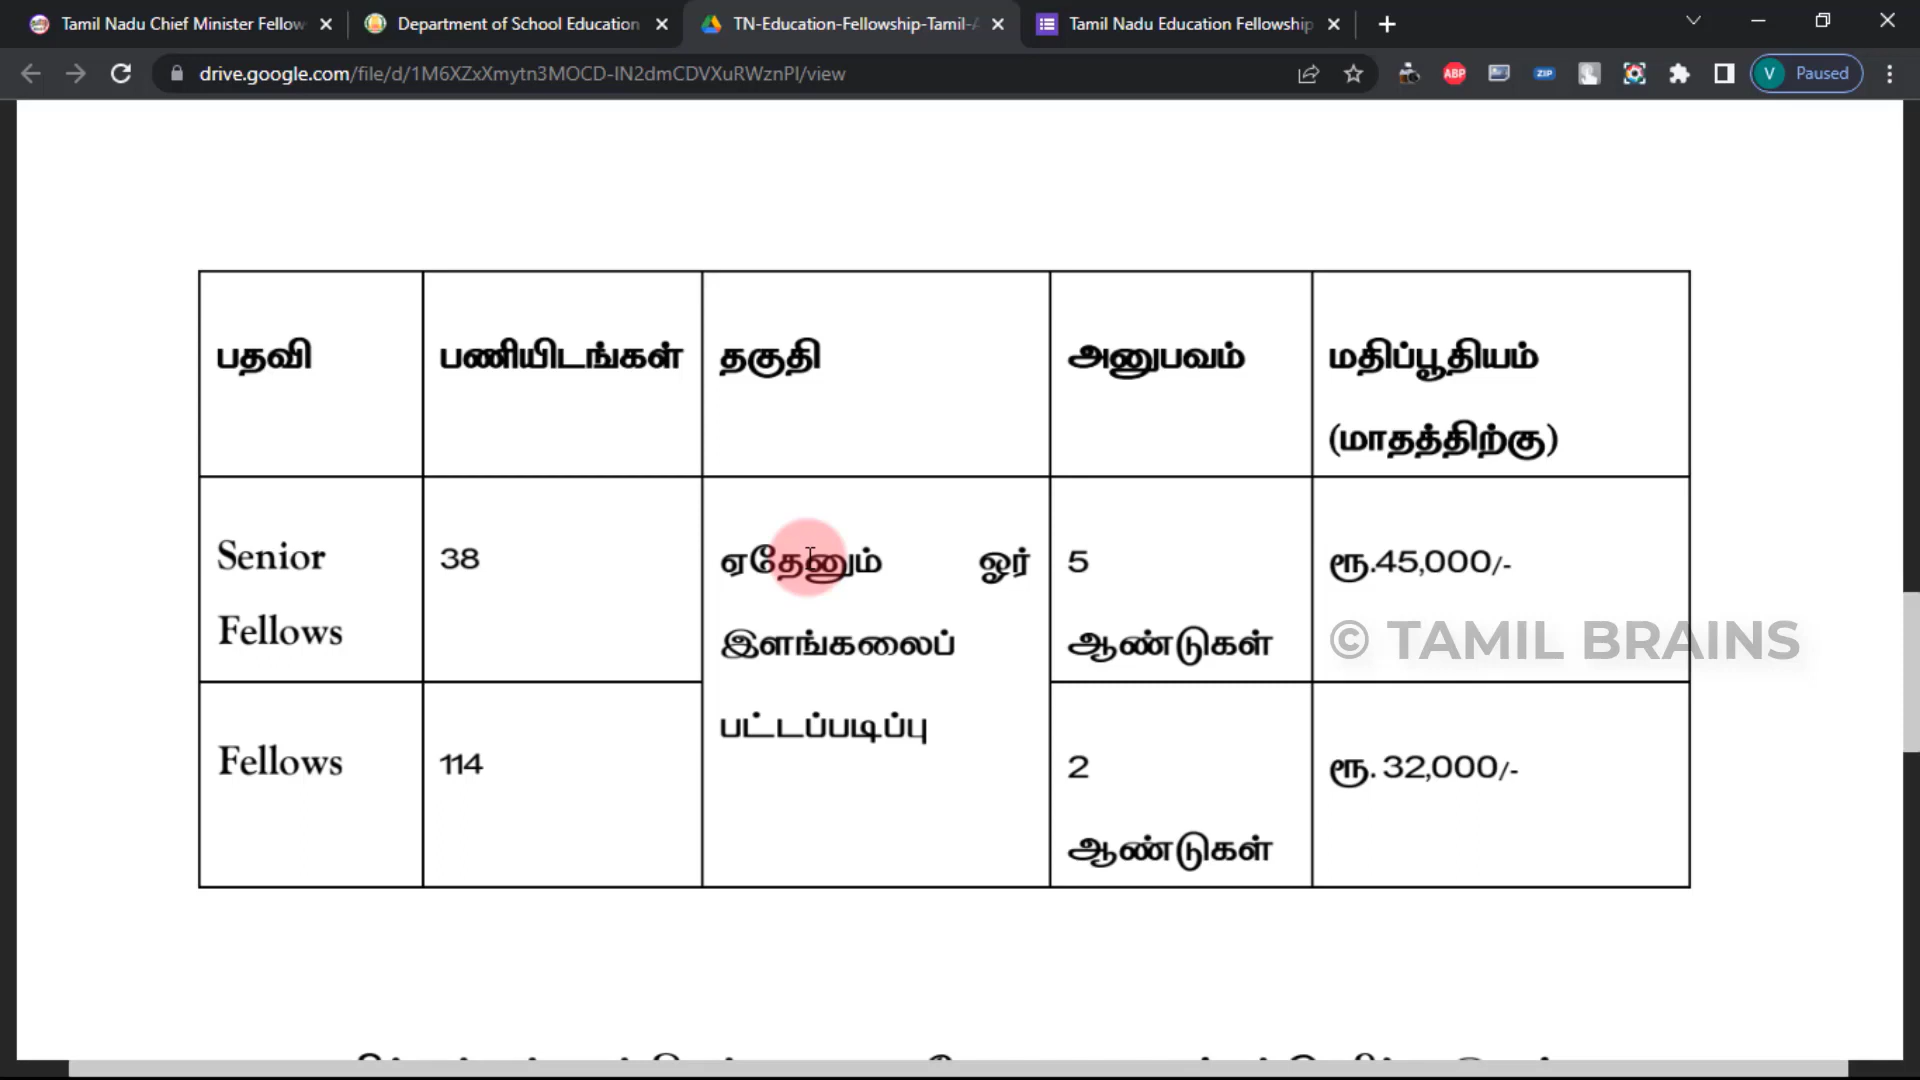 Tamil Nadu Chief Minister Fellow
Department of School Education
TN-Education-Fellowship-Tamil-A
Tamil Nadu Education Fellowship
drive.google.com/file/d/1M6XZxXmytn3MOCD-IN2dmCDVXuRWznPI/view
ABP
ZIP
V Paused
பதவி பணியிடங்கள் தகுதி அனுபவம் மதிப்பூதியம்
(மாதத்திற்கு)
Senior 38 ஏதேனும் ஓர் 5 ரூ.45,000/-
Fellows இளங்கலைப் ஆண்டுகள்
© TAMIL BRAINS
பட்டப்படிப்பு
Fellows 114 2 ரூ. 32,000/-
ஆண்டுகள்